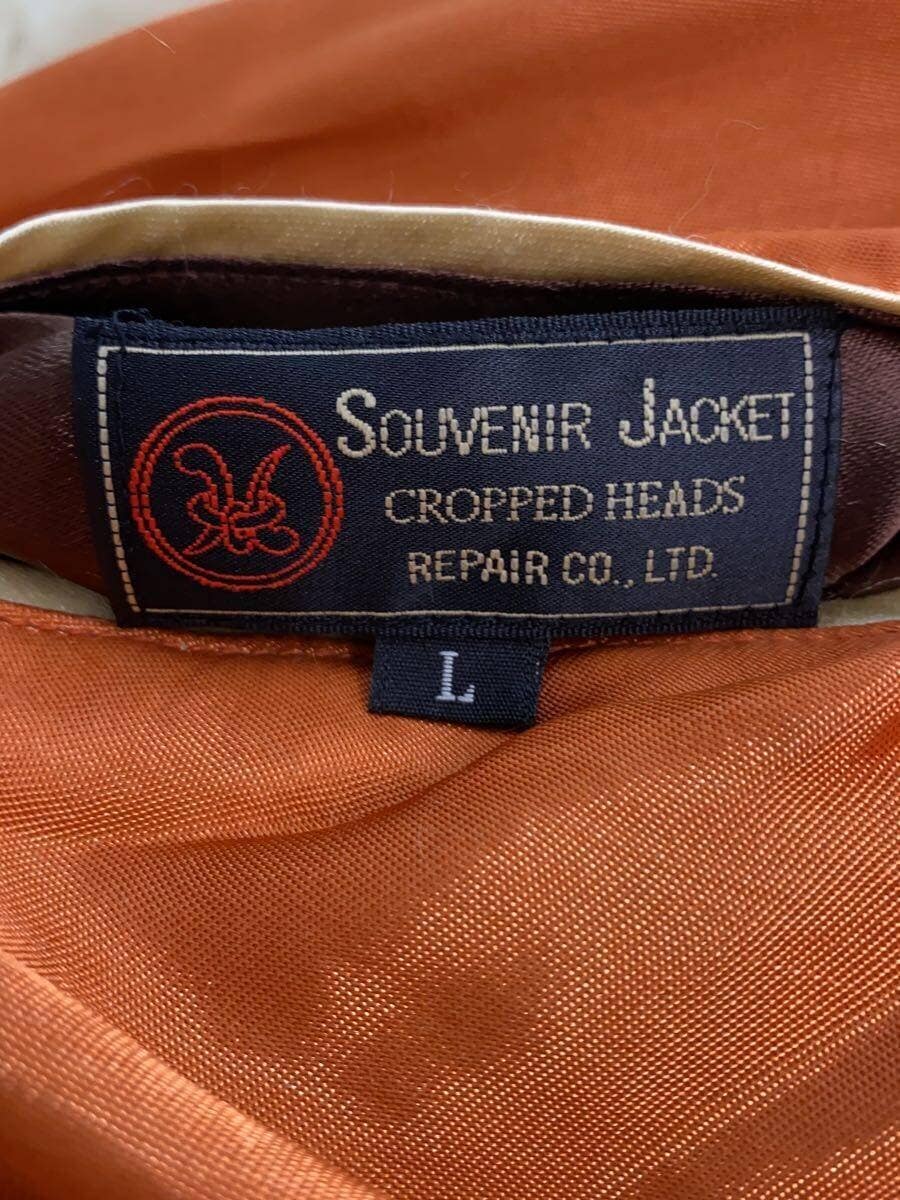 SOUVENIR JACKET
CROPPED HEADS
REPAIR CO., LTD.
L